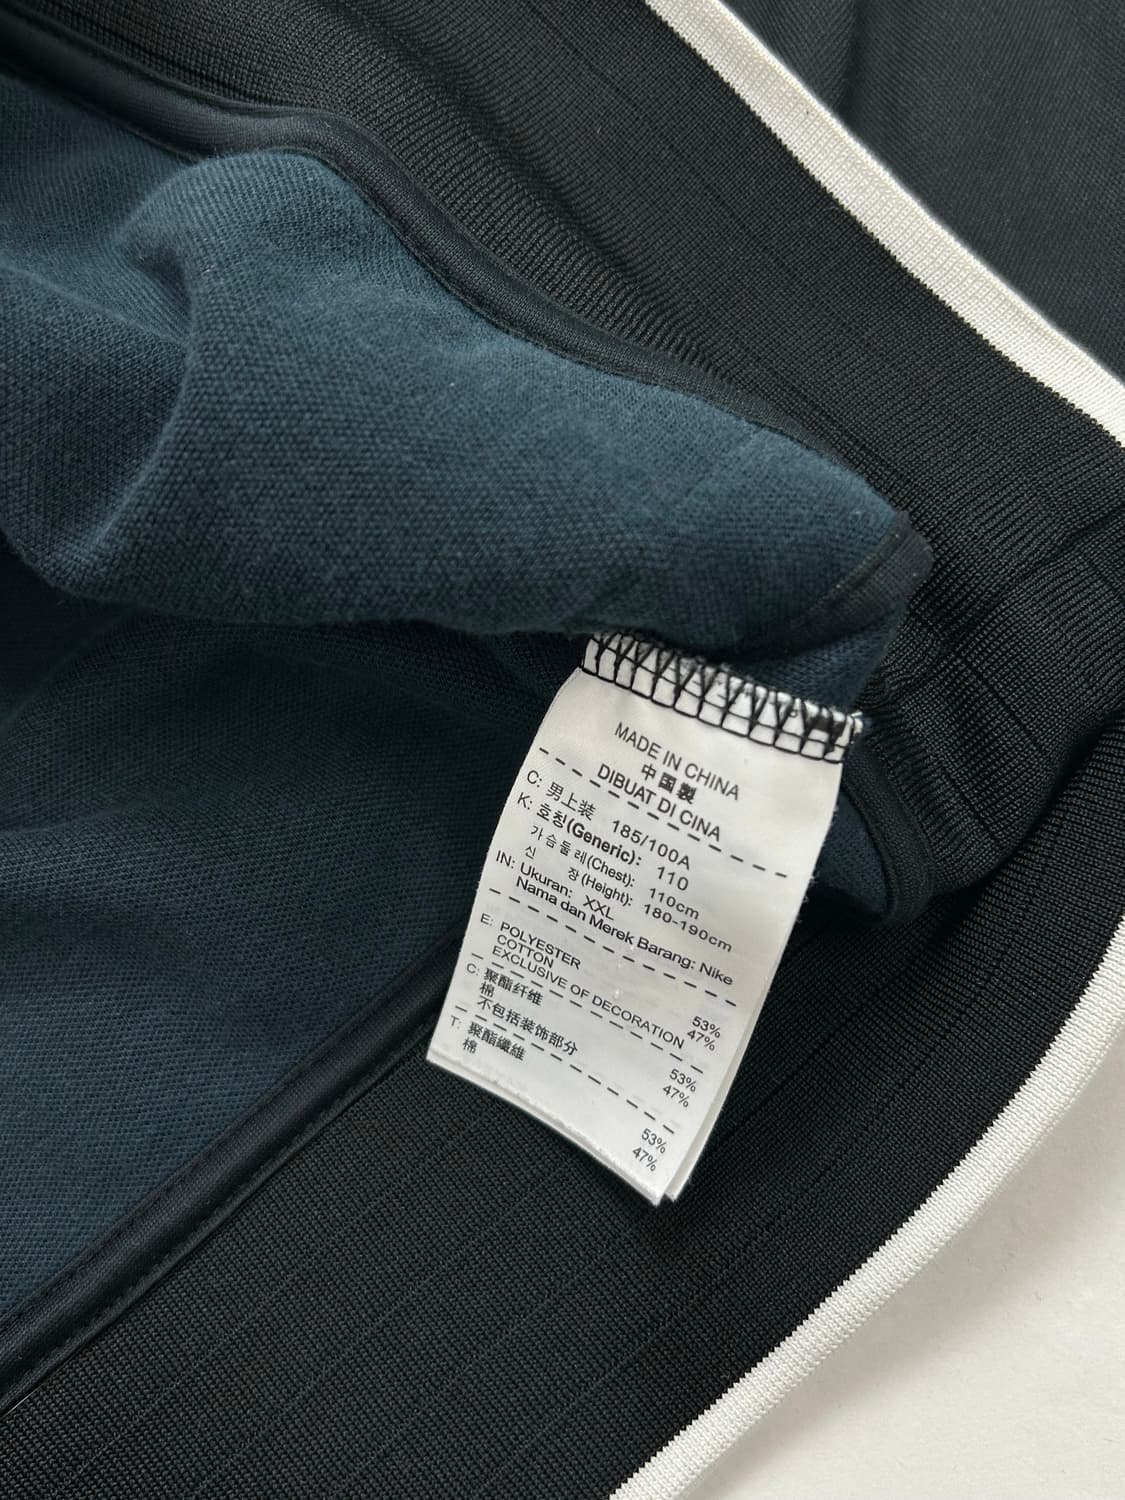 MADE IN CHINA
中国製
DIBUAT DI CINA
C: 男上装 185/100A
K: 호칭(Generic): 110
가슴둘레(Chest): 110cm
신 장(Height): 180-190cm
IN: Ukuran: XXL
Nama dan Merek Barang: Nike
E: POLYESTER 53%
COTTON 47%
EXCLUSIVE OF DECORATION
C: 聚酯纤维 53%
棉 47%
不包括装饰部分
T: 聚酯纖維 53%
棉 47%